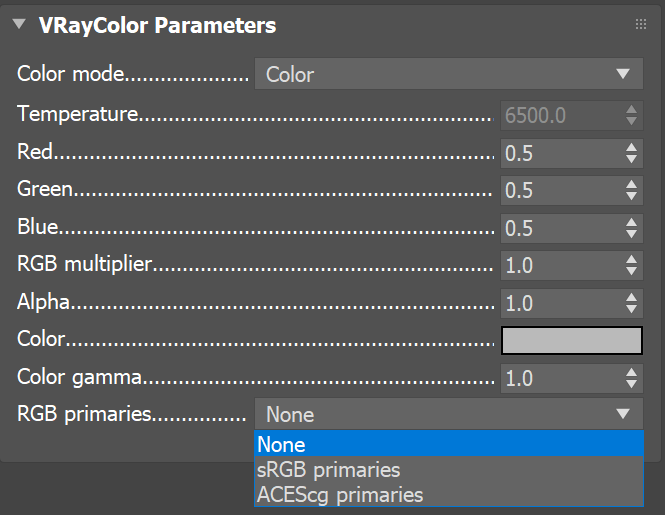 VRayColor Parameters
Color mode..................... Color
Temperature............................................................ 6500.0
Red......................................................................... 0.5
Green...................................................................... 0.5
Blue........................................................................ 0.5
RGB multiplier......................................................... 1.0
Alpha....................................................................... 1.0
Color.......................................................................
Color gamma........................................................... 1.0
RGB primaries................ None
None
sRGB primaries
ACEScg primaries